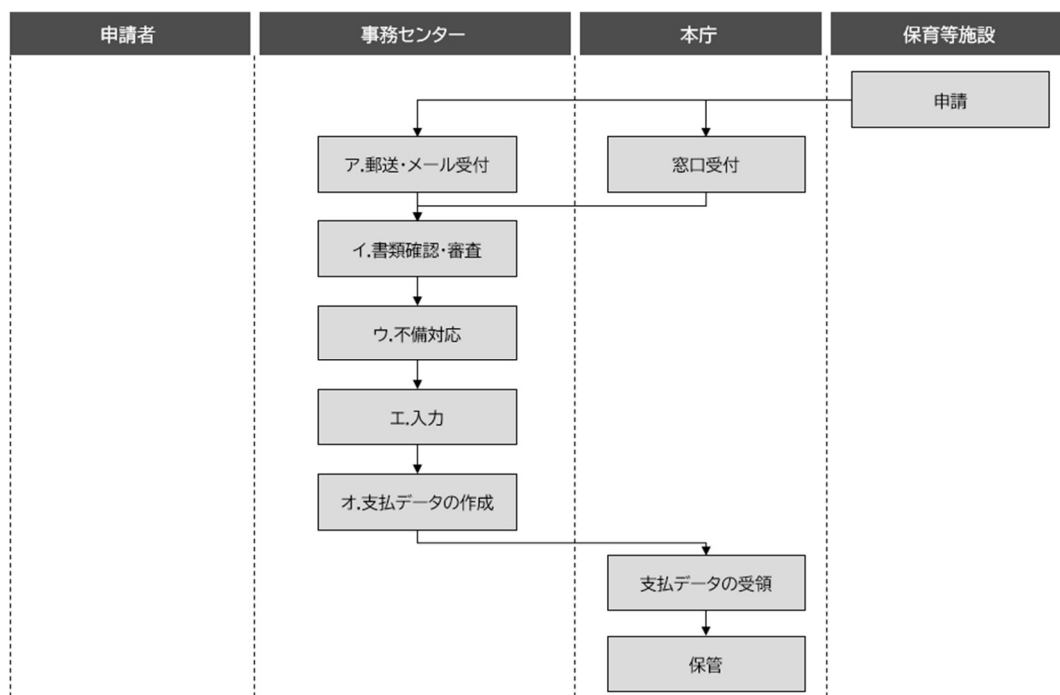 申請者
事務センター
本庁
保育等施設
申請
ア.郵送・メール受付
窓口受付
イ.書類確認・審査
ウ.不備対応
エ.入力
オ.支払データの作成
支払データの受領
保管